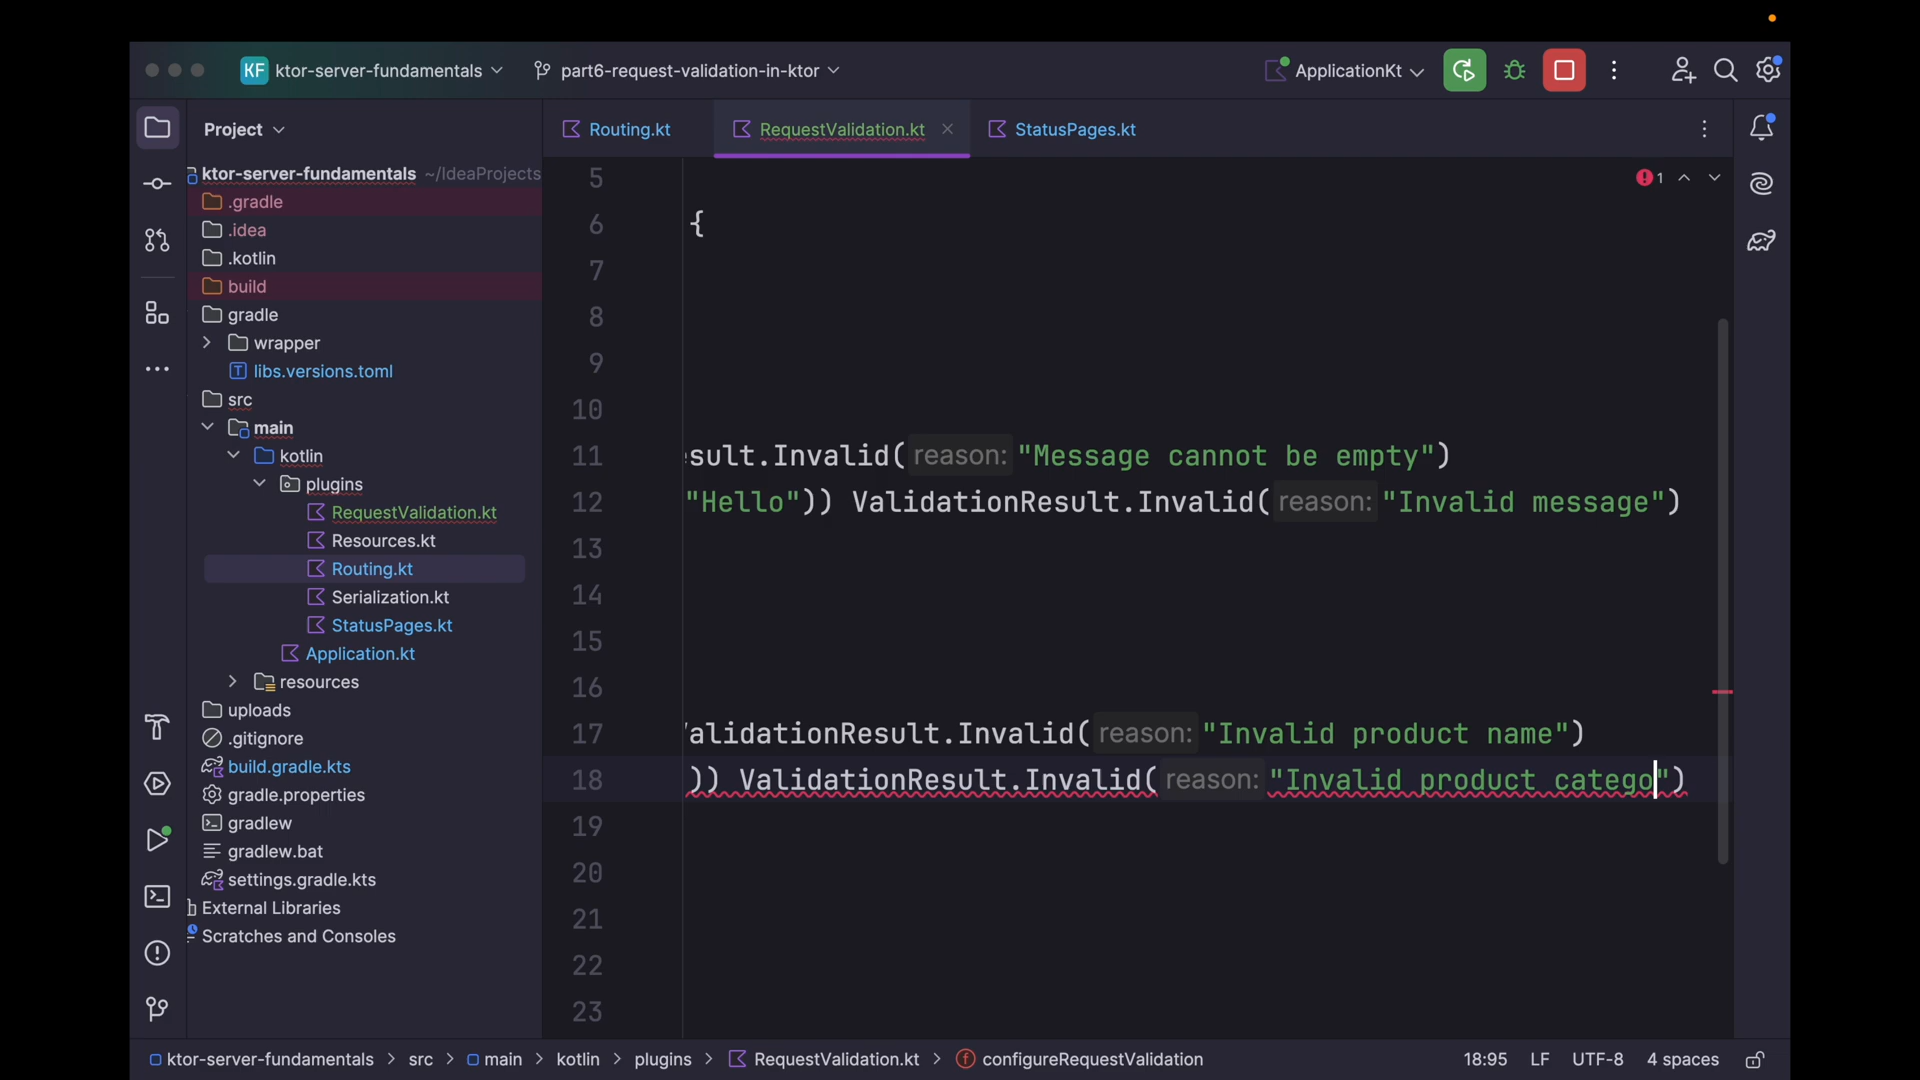 KF ktor-server-fundamentals part6-request-validation-in-ktor ApplicationKt
Project
Routing.kt RequestValidation.kt StatusPages.kt
ktor-server-fundamentals ~/IdeaProjects
.gradle
.idea
.kotlin
build
gradle
wrapper
libs.versions.toml
src
main
kotlin
plugins
RequestValidation.kt
Resources.kt
Routing.kt
Serialization.kt
StatusPages.kt
Application.kt
resources
uploads
.gitignore
build.gradle.kts
gradle.properties
gradlew
gradlew.bat
settings.gradle.kts
External Libraries
Scratches and Consoles
1
5
6 {
7
8
9
10
11 sult.Invalid( reason: "Message cannot be empty")
12 "Hello")) ValidationResult.Invalid( reason: "Invalid message")
13
14
15
16
17 alidationResult.Invalid( reason: "Invalid product name")
18 )) ValidationResult.Invalid( reason: "Invalid product catego")
19
20
21
22
23
ktor-server-fundamentals > src > main > kotlin > plugins > RequestValidation.kt > configureRequestValidation
18:95 LF UTF-8 4 spaces